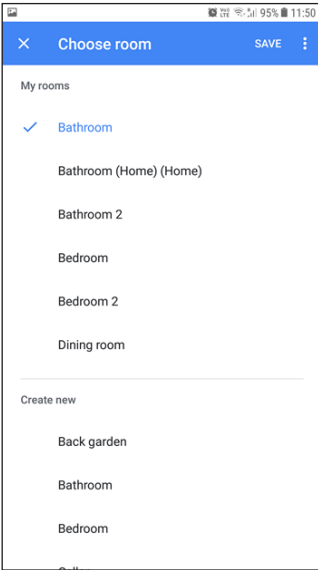 95% 11:50
Choose room SAVE
My rooms
Bathroom
Bathroom (Home) (Home)
Bathroom 2
Bedroom
Bedroom 2
Dining room
Create new
Back garden
Bathroom
Bedroom